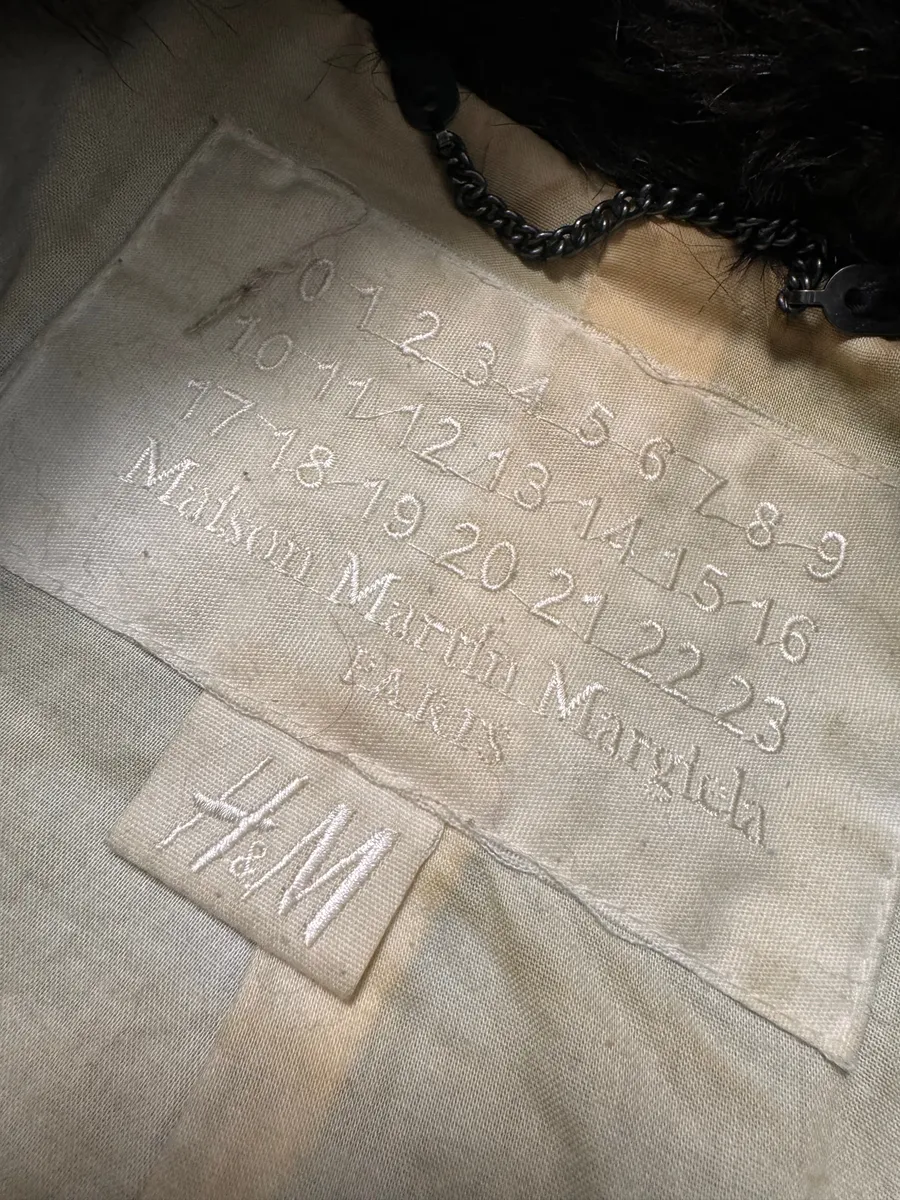 0 1 2 3 4 5 6 7 8 9
10 11 12 13 14 15 16
17 18 19 20 21 22 23
Maison Martin Margiela
PARIS
H&M